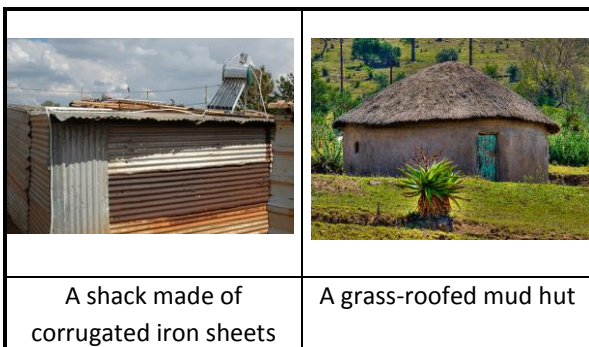 A shack made of
corrugated iron sheets
A grass-roofed mud hut